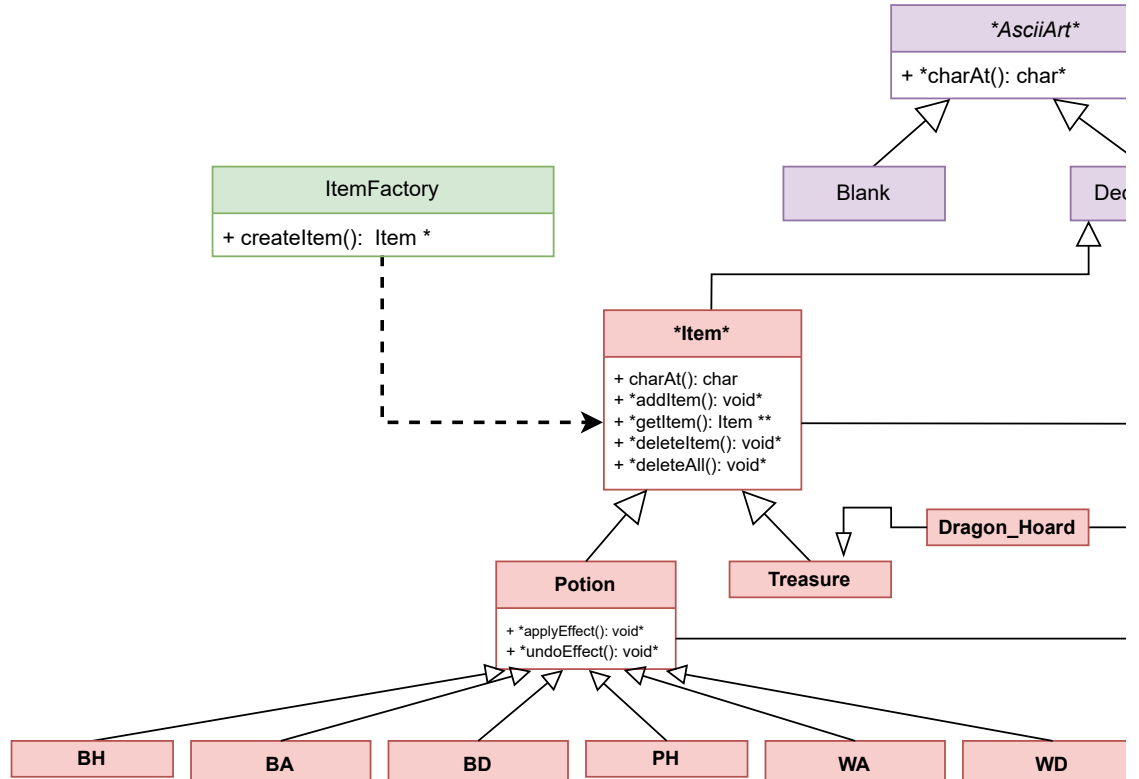 *AsciiArt*
+ *charAt(): char*
ItemFactory
+ createItem():  Item *
Blank
*Item*
+ charAt(): char
+ *addItem(): void*
+ *getItem(): Item **
+ *deleteItem(): void*
+ *deleteAll(): void*
Dragon_Hoard
Treasure
Potion
+ *applyEffect(): void*
+ *undoEffect(): void*
BH
BA
BD
PH
WA
WD